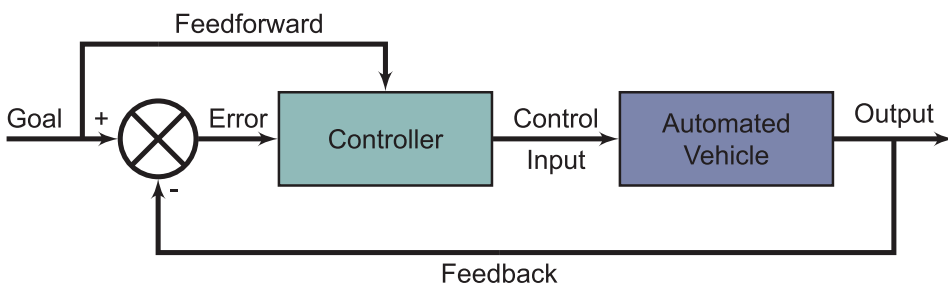 Feedforward
Goal
+
Error
Controller
Control
Input
Automated
Vehicle
Output
-
Feedback